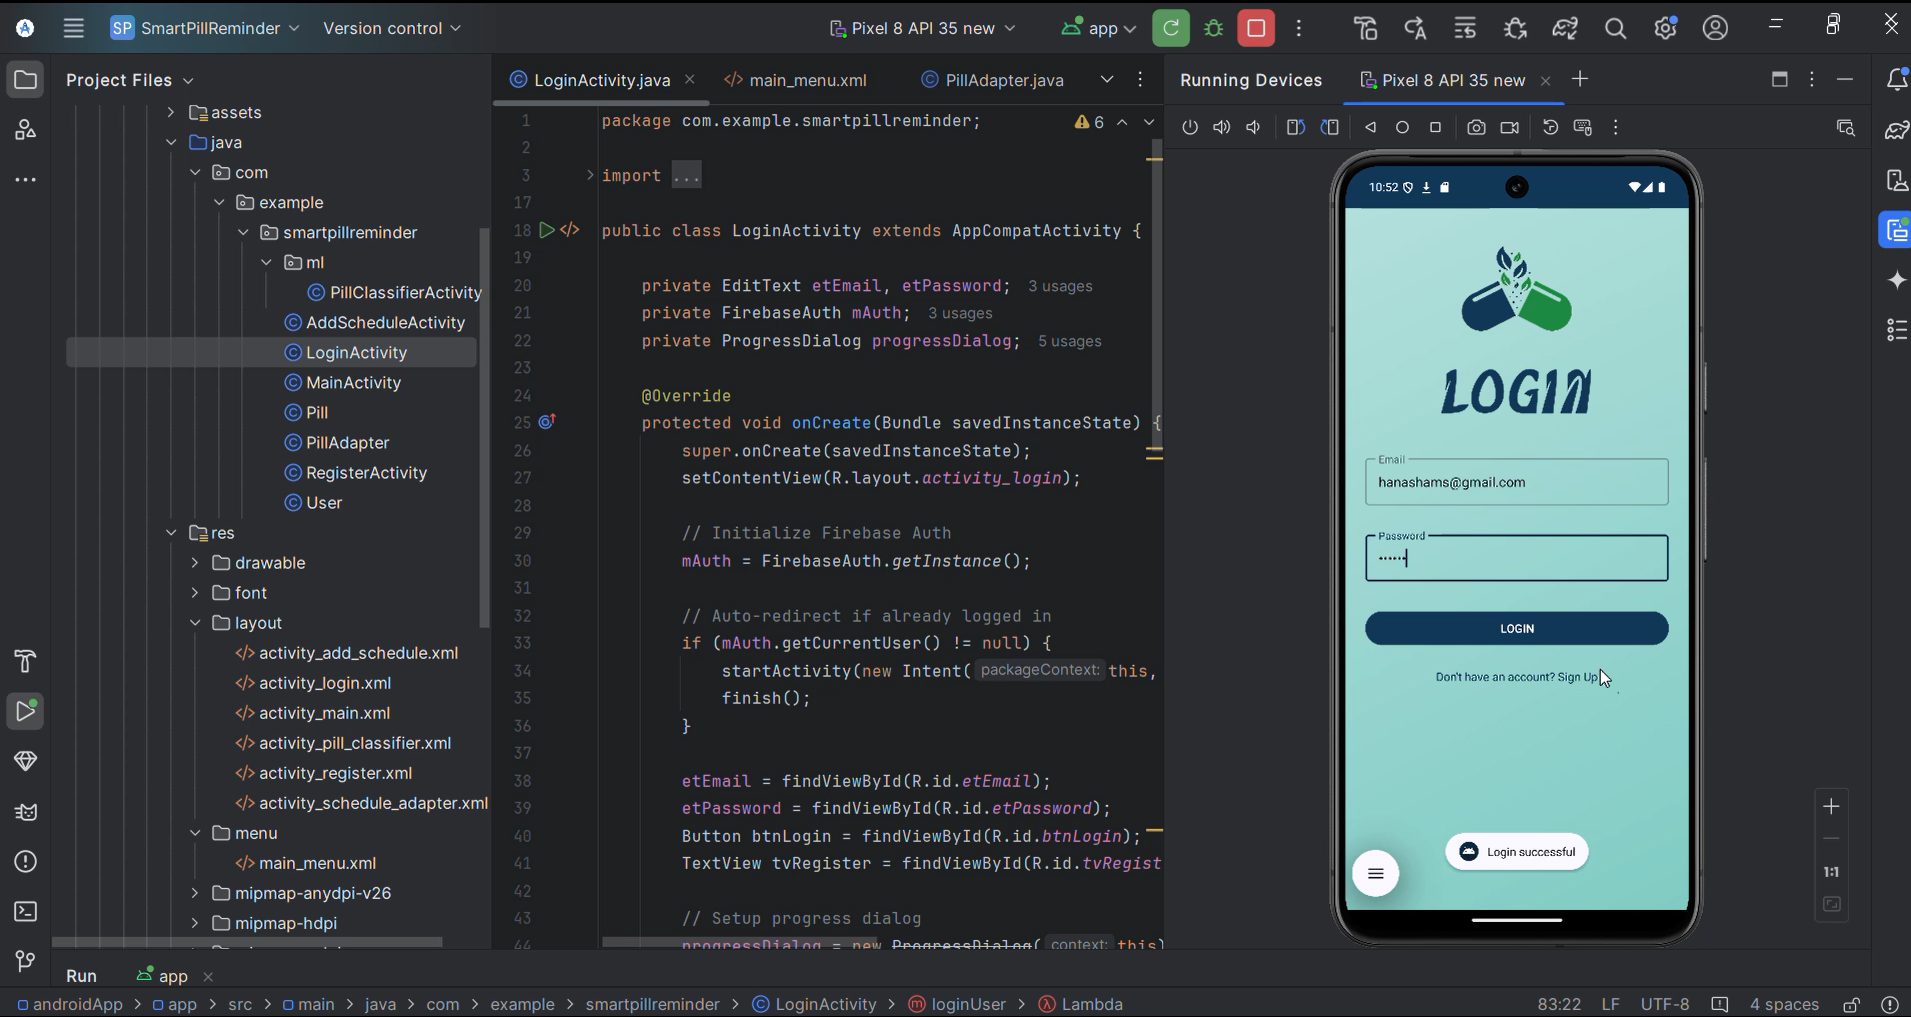 SP SmartPillReminder Version control Pixel 8 API 35 new app
Project Files
assets
java
com
example
smartpillreminder
ml
PillClassifierActivity
AddScheduleActivity
LoginActivity
MainActivity
Pill
PillAdapter
RegisterActivity
User
res
drawable
font
layout
activity_add_schedule.xml
activity_login.xml
activity_main.xml
activity_pill_classifier.xml
activity_register.xml
activity_schedule_adapter.xml
menu
main_menu.xml
mipmap-anydpi-v26
mipmap-hdpi
LoginActivity.java main_menu.xml PillAdapter.java
1 package com.example.smartpillreminder; 6
2
3 import ...
17
18 public class LoginActivity extends AppCompatActivity {
19
20 private EditText etEmail, etPassword; 3 usages
21 private FirebaseAuth mAuth; 3 usages
22 private ProgressDialog progressDialog; 5 usages
23
24 @Override
25 protected void onCreate(Bundle savedInstanceState) {
26 super.onCreate(savedInstanceState);
27 setContentView(R.layout.activity_login);
28
29 // Initialize Firebase Auth
30 mAuth = FirebaseAuth.getInstance();
31
32 // Auto-redirect if already logged in
33 if (mAuth.getCurrentUser() != null) {
34 startActivity(new Intent( packageContext: this,
35 finish();
36 }
37
38 etEmail = findViewById(R.id.etEmail);
39 etPassword = findViewById(R.id.etPassword);
40 Button btnLogin = findViewById(R.id.btnLogin);
41 TextView tvRegister = findViewById(R.id.tvRegist
42
43 // Setup progress dialog
44 progressDialog = new ProgressDialog( context: this)
Running Devices Pixel 8 API 35 new
10:52
LOGIN
Email
hanashams@gmail.com
Password
••••••
LOGIN
Don't have an account? Sign Up
Login successful
1:1
Run app
androidApp > app > src > main > java > com > example > smartpillreminder > LoginActivity > loginUser > Lambda 83:22 LF UTF-8 4 spaces